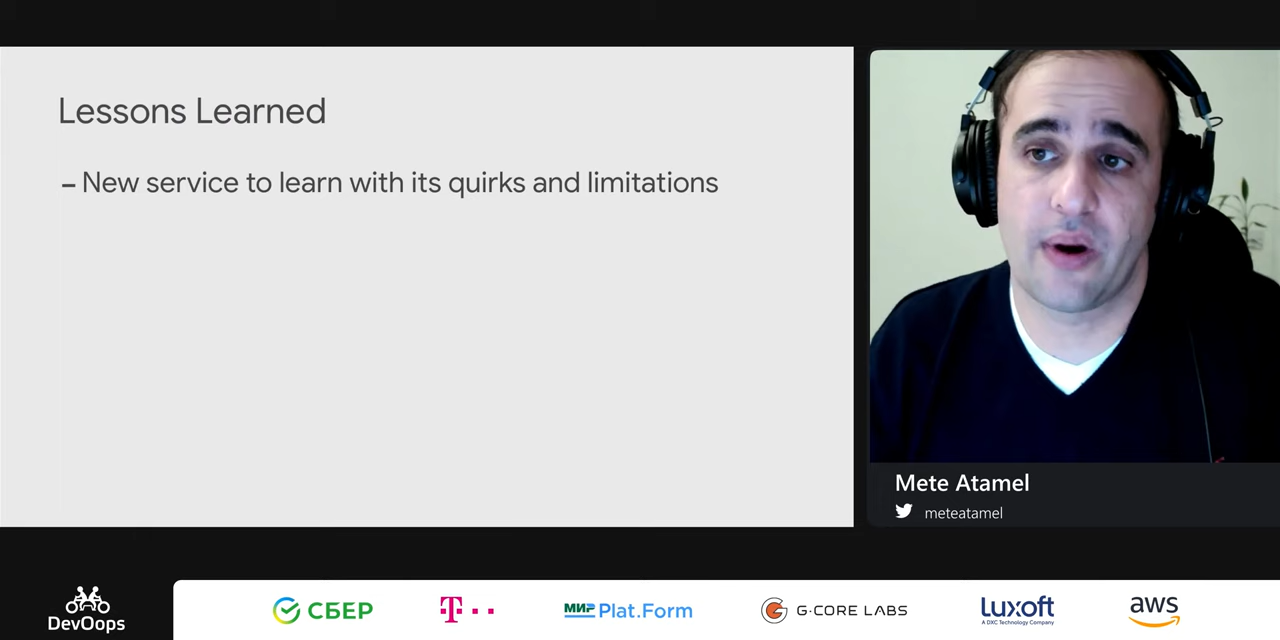 Lessons Learned
– New service to learn with its quirks and limitations
Mete Atamel
meteatamel
DevOops
СБЕР
T
МИР Plat.Form
G·CORE LABS
luxoft
A DXC Technology Company
aws